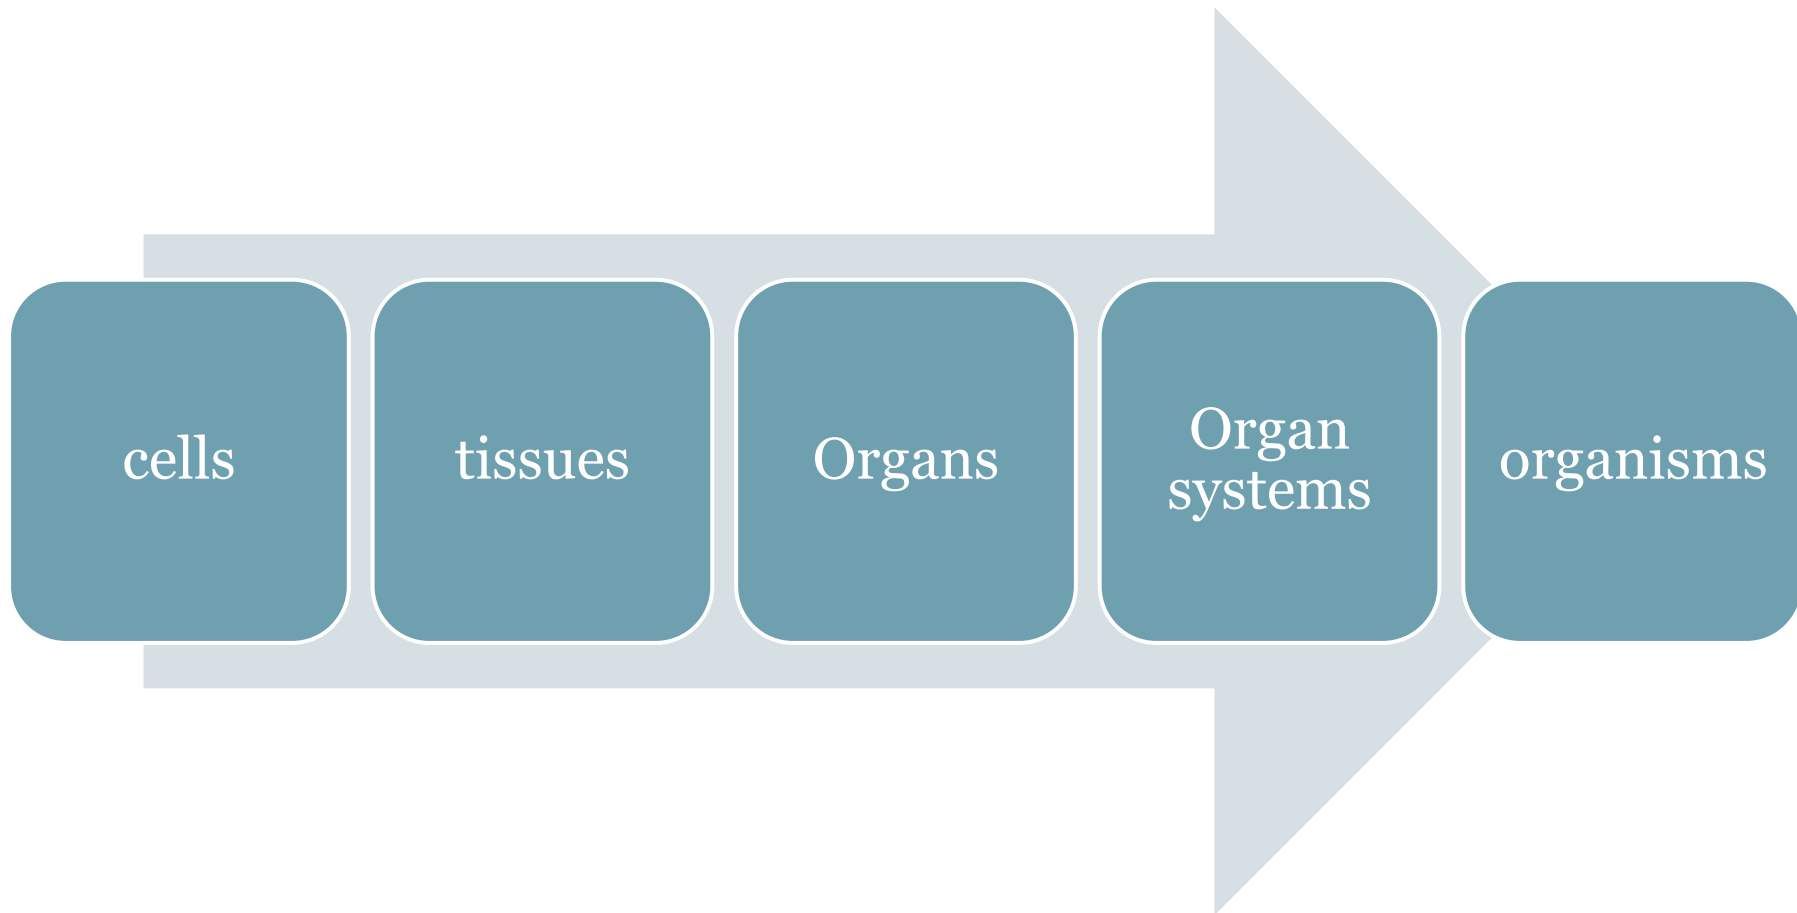 cells
tissues
Organs
Organ
systems
organisms